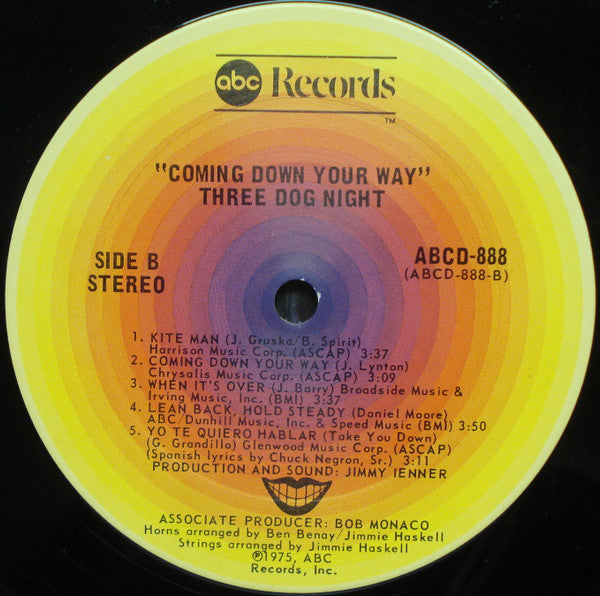 abc Records
TM
"COMING DOWN YOUR WAY"
THREE DOG NIGHT
SIDE B
STEREO
ABCD-888
(ABCD-888-B)
1. KITE MAN (J. Gruska/B. Spirit)
Harrison Music Corp. (ASCAP) 3:37
2. COMING DOWN YOUR WAY (J. Lynton)
Chrysalis Music Corp. (ASCAP) 3:09
3. WHEN IT'S OVER (J. Barry) Broadside Music &
Irving Music, Inc. (BMI) 3:37
4. LEAN BACK, HOLD STEADY (Daniel Moore)
ABC/Dunhill Music, Inc. & Speed Music (BMI) 3:50
5. YO TE QUIERO HABLAR (Take You Down)
(G. Grandillo) Glenwood Music Corp. (ASCAP)
(Spanish lyrics by Chuck Negron, Sr.) 3:11
PRODUCTION AND SOUND: JIMMY IENNER
ASSOCIATE PRODUCER: BOB MONACO
Horns arranged by Ben Benay/Jimmie Haskell
Strings arranged by Jimmie Haskell
℗1975, ABC
Records, Inc.